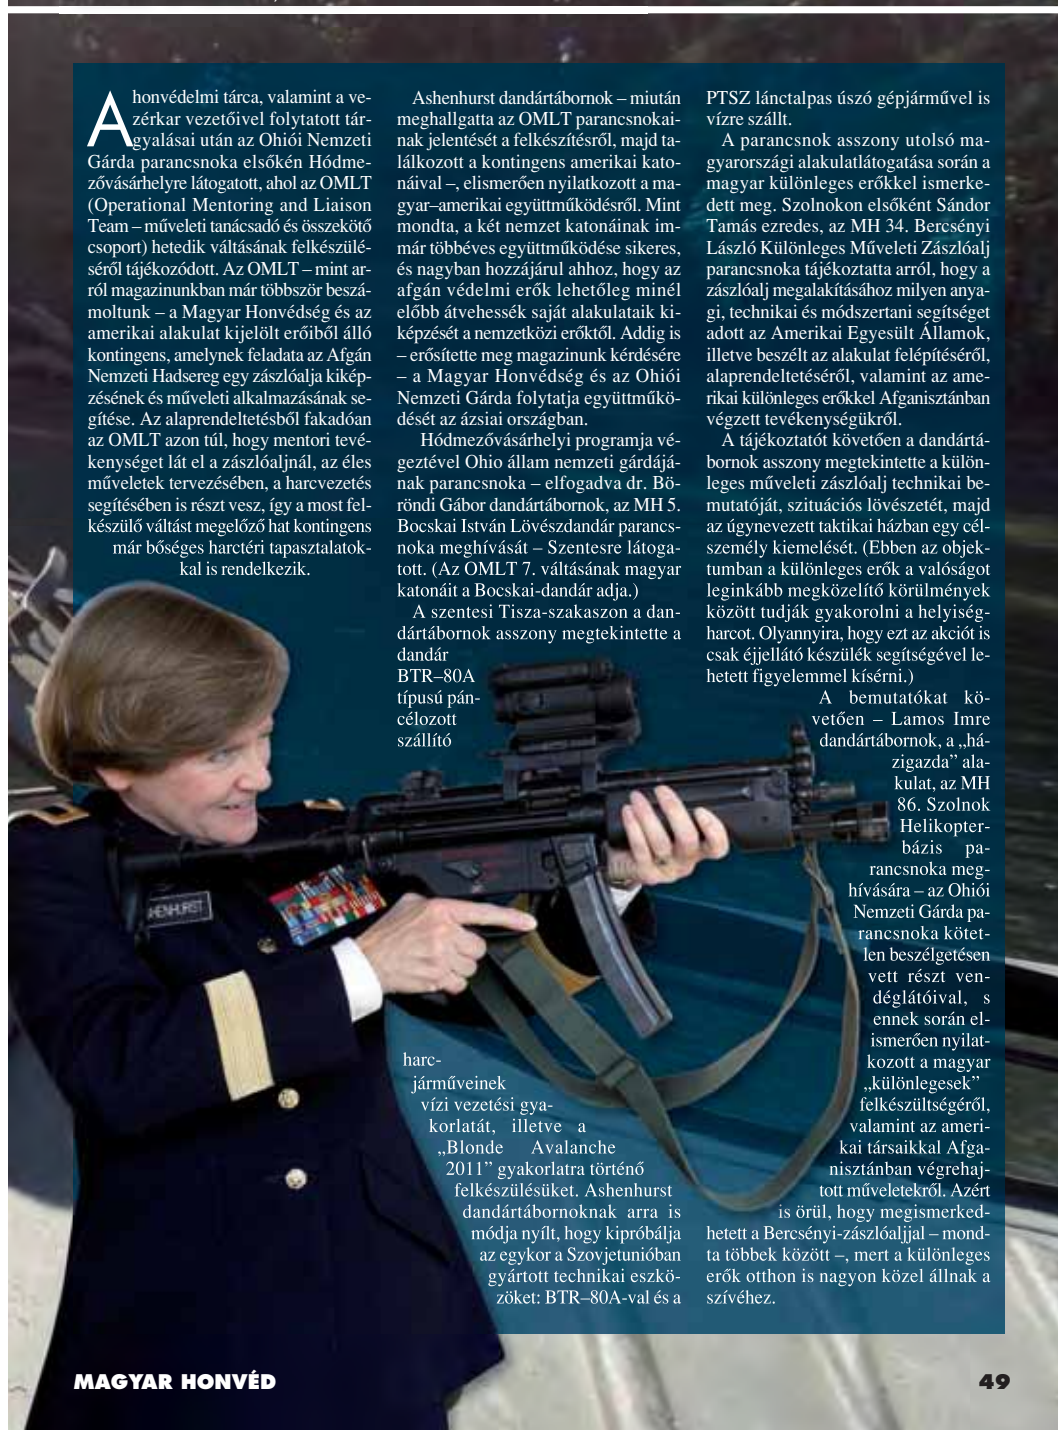 A honvédelmi tárca, valamint a ve-
zérkar vezetőivel folytatott tár-
gyalásai után az Ohiói Nemzeti
Gárda parancsnoka elsőkén Hódme-
zővásárhelyre látogatott, ahol az OMLT
(Operational Mentoring and Liaison
Team – műveleti tanácsadó és összekötő
csoport) hetedik váltásának felkészülé-
séről tájékozódott. Az OMLT – mint ar-
ról magazinunkban már többször beszá-
moltunk – a Magyar Honvédség és az
amerikai alakulat kijelölt erőiből álló
kontingens, amelynek feladata az Afgán
Nemzeti Hadsereg egy zászlóalja kikép-
zésének és műveleti alkalmazásának se-
gítése. Az alaprendeltetésből fakadóan
az OMLT azon túl, hogy mentori tevé-
kenységet lát el a zászlóaljnál, az éles
műveletek tervezésében, a harcvezetés
segítésében is részt vesz, így a most fel-
készülő váltást megelőző hat kontingens
már bőséges harctéri tapasztalatok-
kal is rendelkezik.
Ashenhurst dandártábornok – miután
meghallgatta az OMLT parancsnokai-
nak jelentését a felkészítésről, majd ta-
lálkozott a kontingens amerikai kato-
náival –, elismerően nyilatkozott a ma-
gyar–amerikai együttműködésről. Mint
mondta, a két nemzet katonáinak im-
már többéves együttműködése sikeres,
és nagyban hozzájárul ahhoz, hogy az
afgán védelmi erők lehetőleg minél
előbb átvehessék saját alakulataik ki-
képzését a nemzetközi erőktől. Addig is
– erősítette meg magazinunk kérdésére
– a Magyar Honvédség és az Ohiói
Nemzeti Gárda folytatja együttműkö-
dését az ázsiai országban.
Hódmezővásárhelyi programja vé-
geztével Ohio állam nemzeti gárdájá-
nak parancsnoka – elfogadva dr. Bö-
röndi Gábor dandártábornok, az MH 5.
Bocskai István Lövészdandár parancs-
noka meghívását – Szentesre látoga-
tott. (Az OMLT 7. váltásának magyar
katonáit a Bocskai-dandár adja.)
A szentesi Tisza-szakaszon a dan-
dártábornok asszony megtekintette a
dandár
BTR–80A
típusú pán-
célozott
szállító
harc-
járműveinek
vízi vezetési gya-
korlatát, illetve a
„Blonde Avalanche
2011” gyakorlatra történő
felkészülésüket. Ashenhurst
dandártábornoknak arra is
módja nyílt, hogy kipróbálja
az egykor a Szovjetunióban
gyártott technikai eszkö-
zöket: BTR–80A-val és a
PTSZ lánctalpas úszó gépjárművel is
vízre szállt.
A parancsnok asszony utolsó ma-
gyarországi alakulatlátogatása során a
magyar különleges erőkkel ismerke-
dett meg. Szolnokon elsőként Sándor
Tamás ezredes, az MH 34. Bercsényi
László Különleges Műveleti Zászlóalj
parancsnoka tájékoztatta arról, hogy a
zászlóalj megalakításához milyen anya-
gi, technikai és módszertani segítséget
adott az Amerikai Egyesült Államok,
illetve beszélt az alakulat felépítéséről,
alaprendeltetéséről, valamint az ame-
rikai különleges erőkkel Afganisztánban
végzett tevékenységükről.
A tájékoztatót követően a dandártá-
bornok asszony megtekintette a külön-
leges műveleti zászlóalj technikai be-
mutatóját, szituációs lövészetét, majd
az úgynevezett taktikai házban egy cél-
személy kiemelését. (Ebben az objek-
tumban a különleges erők a valóságot
leginkább megközelítő körülmények
között tudják gyakorolni a helyiség-
harcot. Olyannyira, hogy ezt az akciót is
csak éjjellátó készülék segítségével le-
hetett figyelemmel kísérni.)
A bemutatókat kö-
vetően – Lamos Imre
dandártábornok, a „há-
zigazda” ala-
kulat, az MH
86. Szolnok
Helikopter-
bázis pa-
rancsnoka meg-
hívására – az Ohiói
Nemzeti Gárda pa-
rancsnoka kötet-
len beszélgetésen
vett részt ven-
déglátóival, s
ennek során el-
ismerően nyilat-
kozott a magyar
„különlegesek”
felkészültségéről,
valamint az ameri-
kai társaikkal Afga-
nisztánban végrehaj-
tott műveletekről. Azért
is örül, hogy megismerked-
hetett a Bercsényi-zászlóaljjal – mond-
ta többek között –, mert a különleges
erők otthon is nagyon közel állnak a
szívéhez.
HENHURST
MAGYAR HONVÉD
49